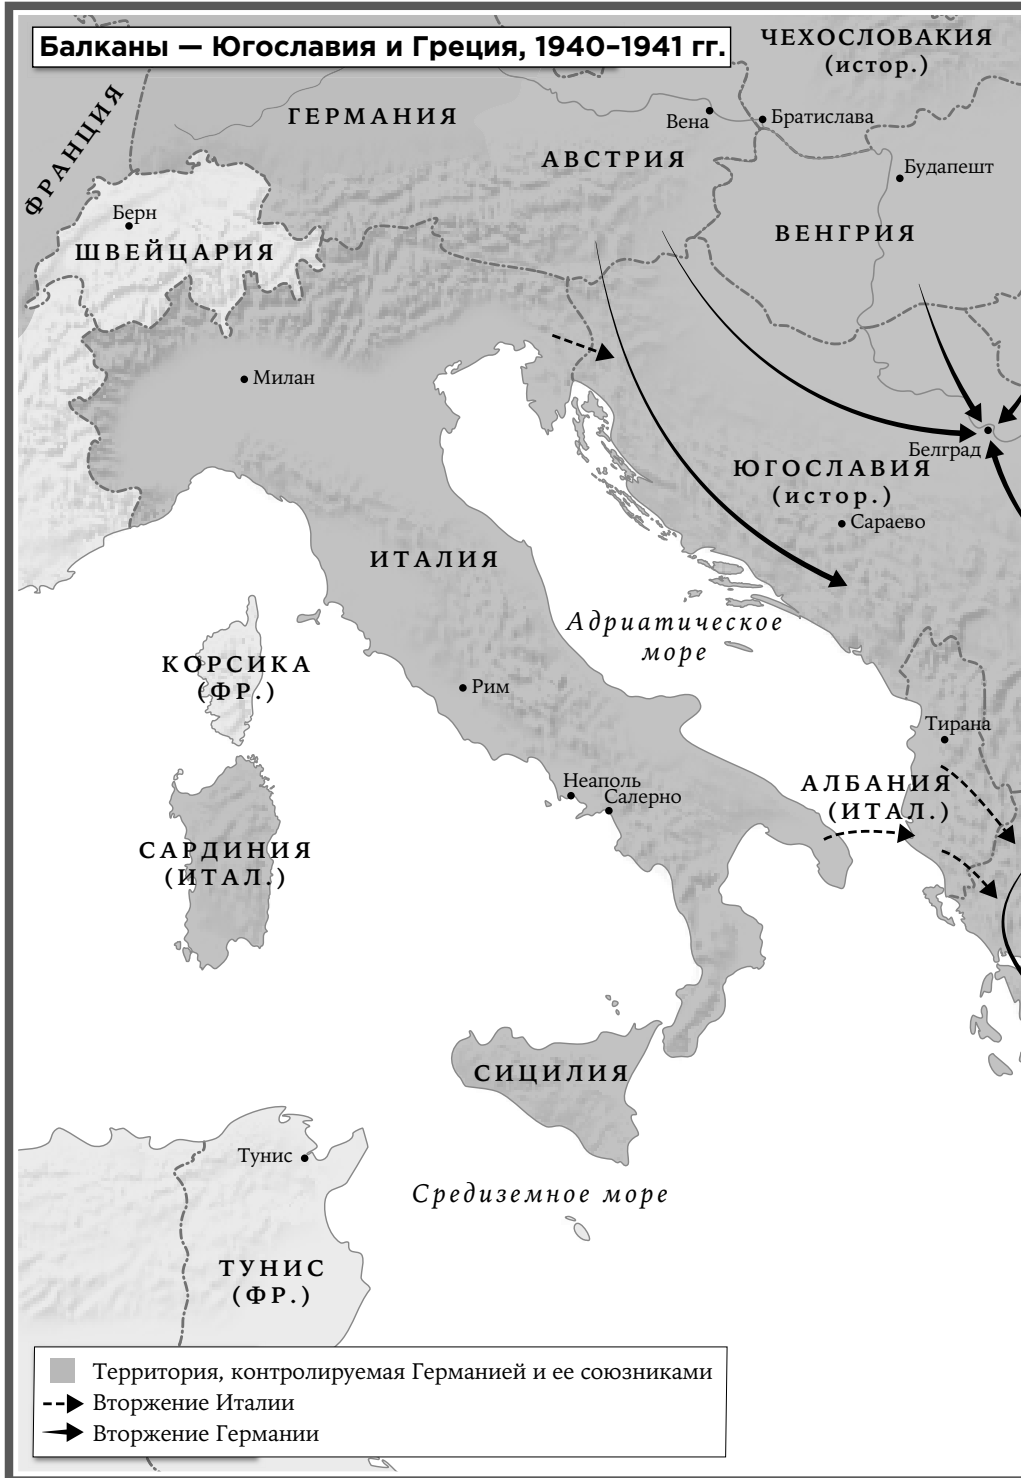 Балканы — Югославия и Греция, 1940–1941 гг.
ЧЕХОСЛОВАКИЯ
(истор.)
ФРАНЦИЯ
ГЕРМАНИЯ
Вена
Братислава
АВСТРИЯ
Будапешт
Берн
ШВЕЙЦАРИЯ
ВЕНГРИЯ
Милан
Белград
ЮГОСЛАВИЯ
(истор.)
Сараево
ИТАЛИЯ
Адриатическое
море
КОРСИКА
(ФР.)
Рим
Тирана
Неаполь
Салерно
АЛБАНИЯ
(ИТАЛ.)
САРДИНИЯ
(ИТАЛ.)
СИЦИЛИЯ
Тунис
Средиземное море
ТУНИС
(ФР.)
Территория, контролируемая Германией и ее союзниками
Вторжение Италии
Вторжение Германии